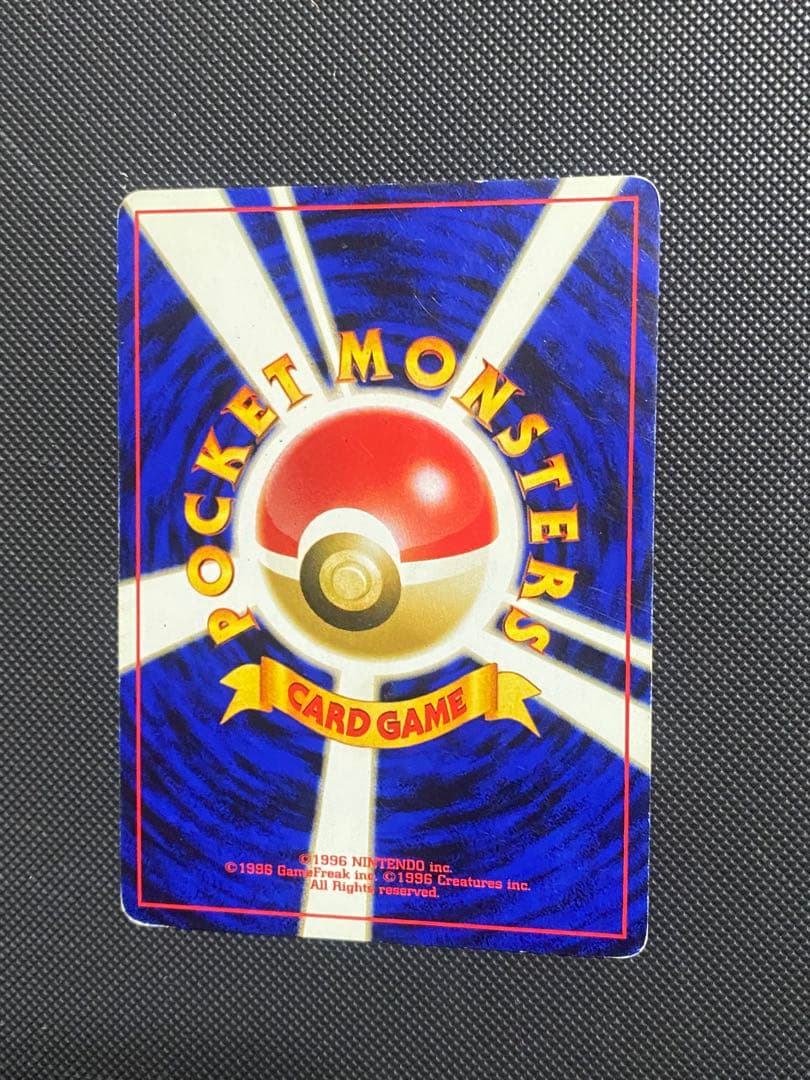 POCKET MONSTERS
CARD GAME
©1996 NINTENDO inc.
©1996 GameFreak inc. ©1996 Creatures inc.
All Rights reserved.